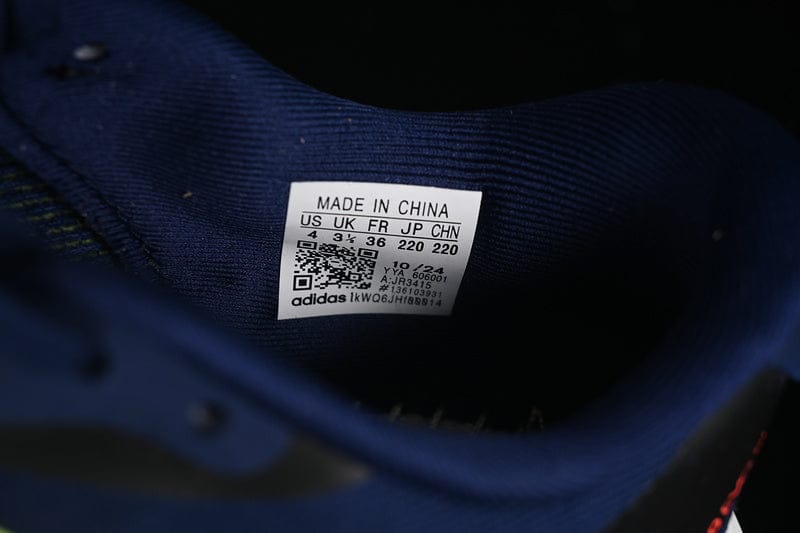 MADE IN CHINA
US UK FR JP CHN
4 3½ 36 220 220
10/24
YYA 606001
A:JR3415
#136103931
adidas